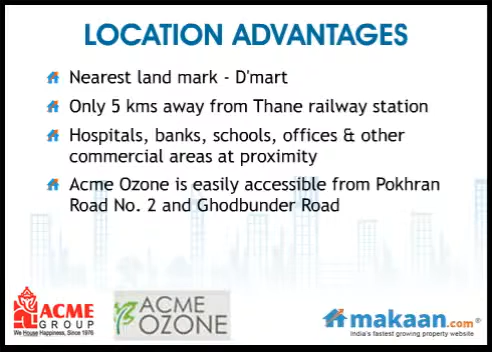 LOCATION ADVANTAGES
Nearest land mark - D'mart
Only 5 kms away from Thane railway station
Hospitals, banks, schools, offices & other
commercial areas at proximity
Acme Ozone is easily accessible from Pokhran
Road No. 2 and Ghodbunder Road
ACME
GROUP
We House Happiness, Since 1976
ACME
OZONE
makaan.com®
India's fastest growing property website